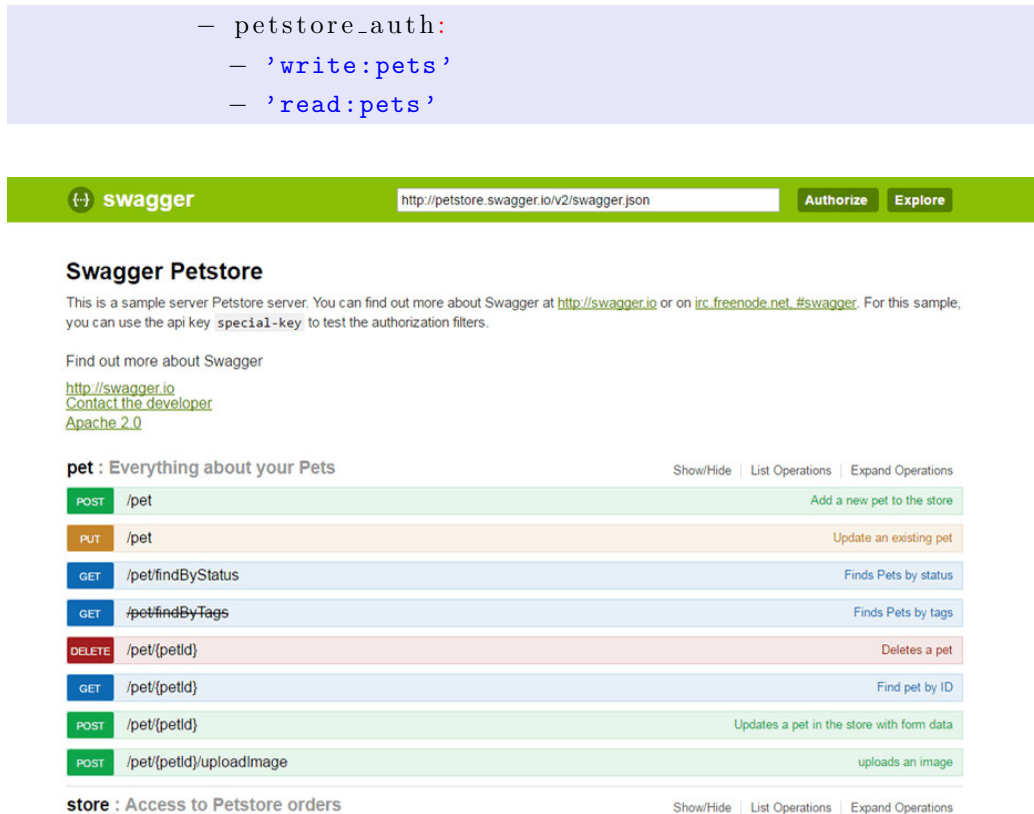 − petstore_auth:
− 'write:pets'
− 'read:pets'
{··} swagger http://petstore.swagger.io/v2/swagger.json Authorize Explore
Swagger Petstore
This is a sample server Petstore server. You can find out more about Swagger at http://swagger.io or on irc.freenode.net, #swagger. For this sample,
you can use the api key special-key to test the authorization filters.
Find out more about Swagger
http://swagger.io
Contact the developer
Apache 2.0
pet : Everything about your Pets Show/Hide List Operations Expand Operations
POST /pet Add a new pet to the store
PUT /pet Update an existing pet
GET /pet/findByStatus Finds Pets by status
GET /pet/findByTags Finds Pets by tags
DELETE /pet/{petId} Deletes a pet
GET /pet/{petId} Find pet by ID
POST /pet/{petId} Updates a pet in the store with form data
POST /pet/{petId}/uploadImage uploads an image
store : Access to Petstore orders Show/Hide List Operations Expand Operations